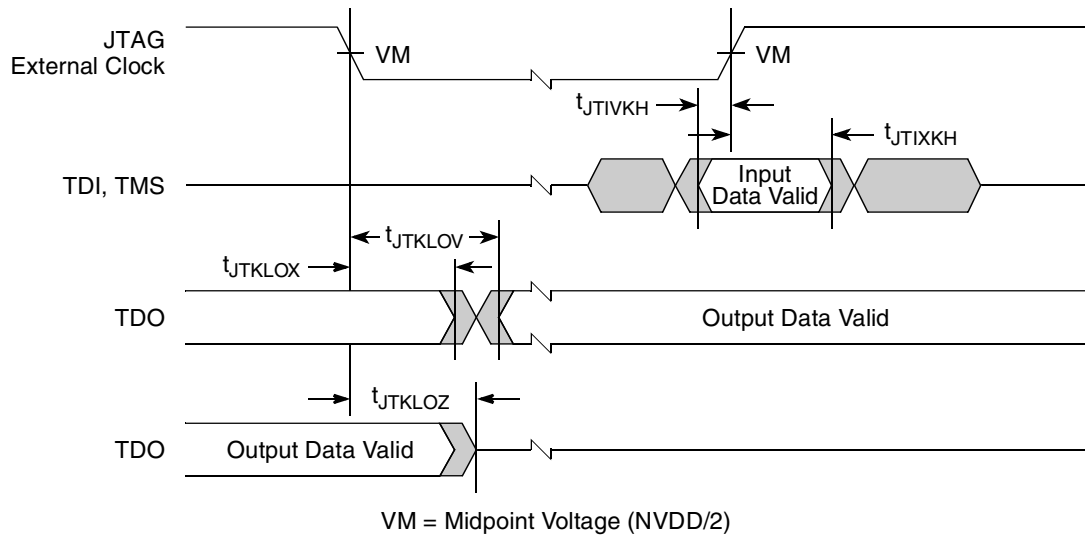 JTAG
External Clock
VM
VM
tJTIVKH
tJTIXKH
TDI, TMS
Input
Data Valid
tJTKLOV
tJTKLOX
TDO
Output Data Valid
tJTKLOZ
TDO
Output Data Valid
VM = Midpoint Voltage (NVDD/2)